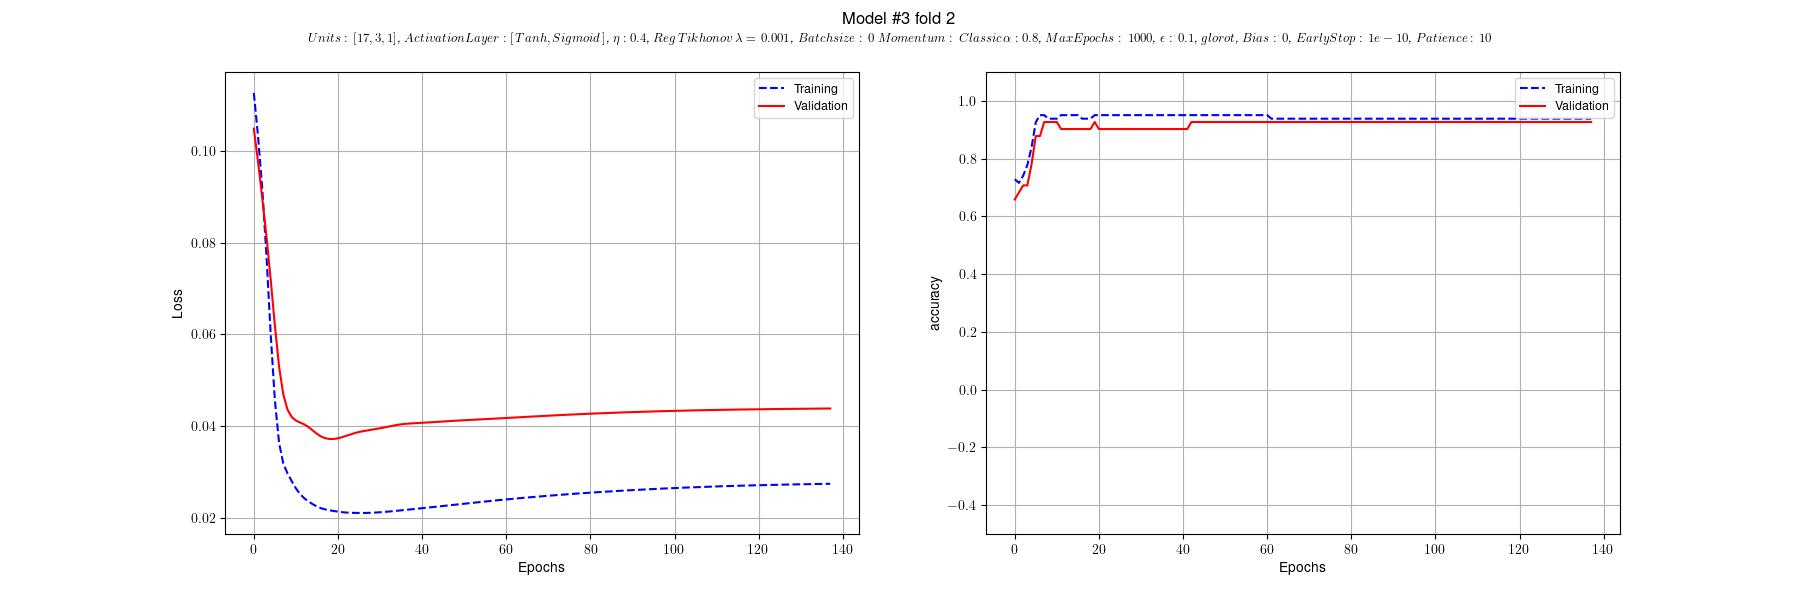 Model #3 fold 2
Units : [17, 3, 1], ActivationLayer : [Tanh, Sigmoid], η : 0.4, Reg Tikhonov λ = 0.001, Batchsize : 0 Momentum : Classicα : 0.8, MaxEpochs : 1000, ϵ : 0.1, glorot, Bias : 0, EarlyStop : 1e − 10, Patience : 10
Training
Validation
0.10
0.08
0.06
0.04
0.02
Loss
0 20 40 60 80 100 120 140
Epochs
Training
Validation
1.0
0.8
0.6
0.4
0.2
0.0
−0.2
−0.4
accuracy
0 20 40 60 80 100 120 140
Epochs